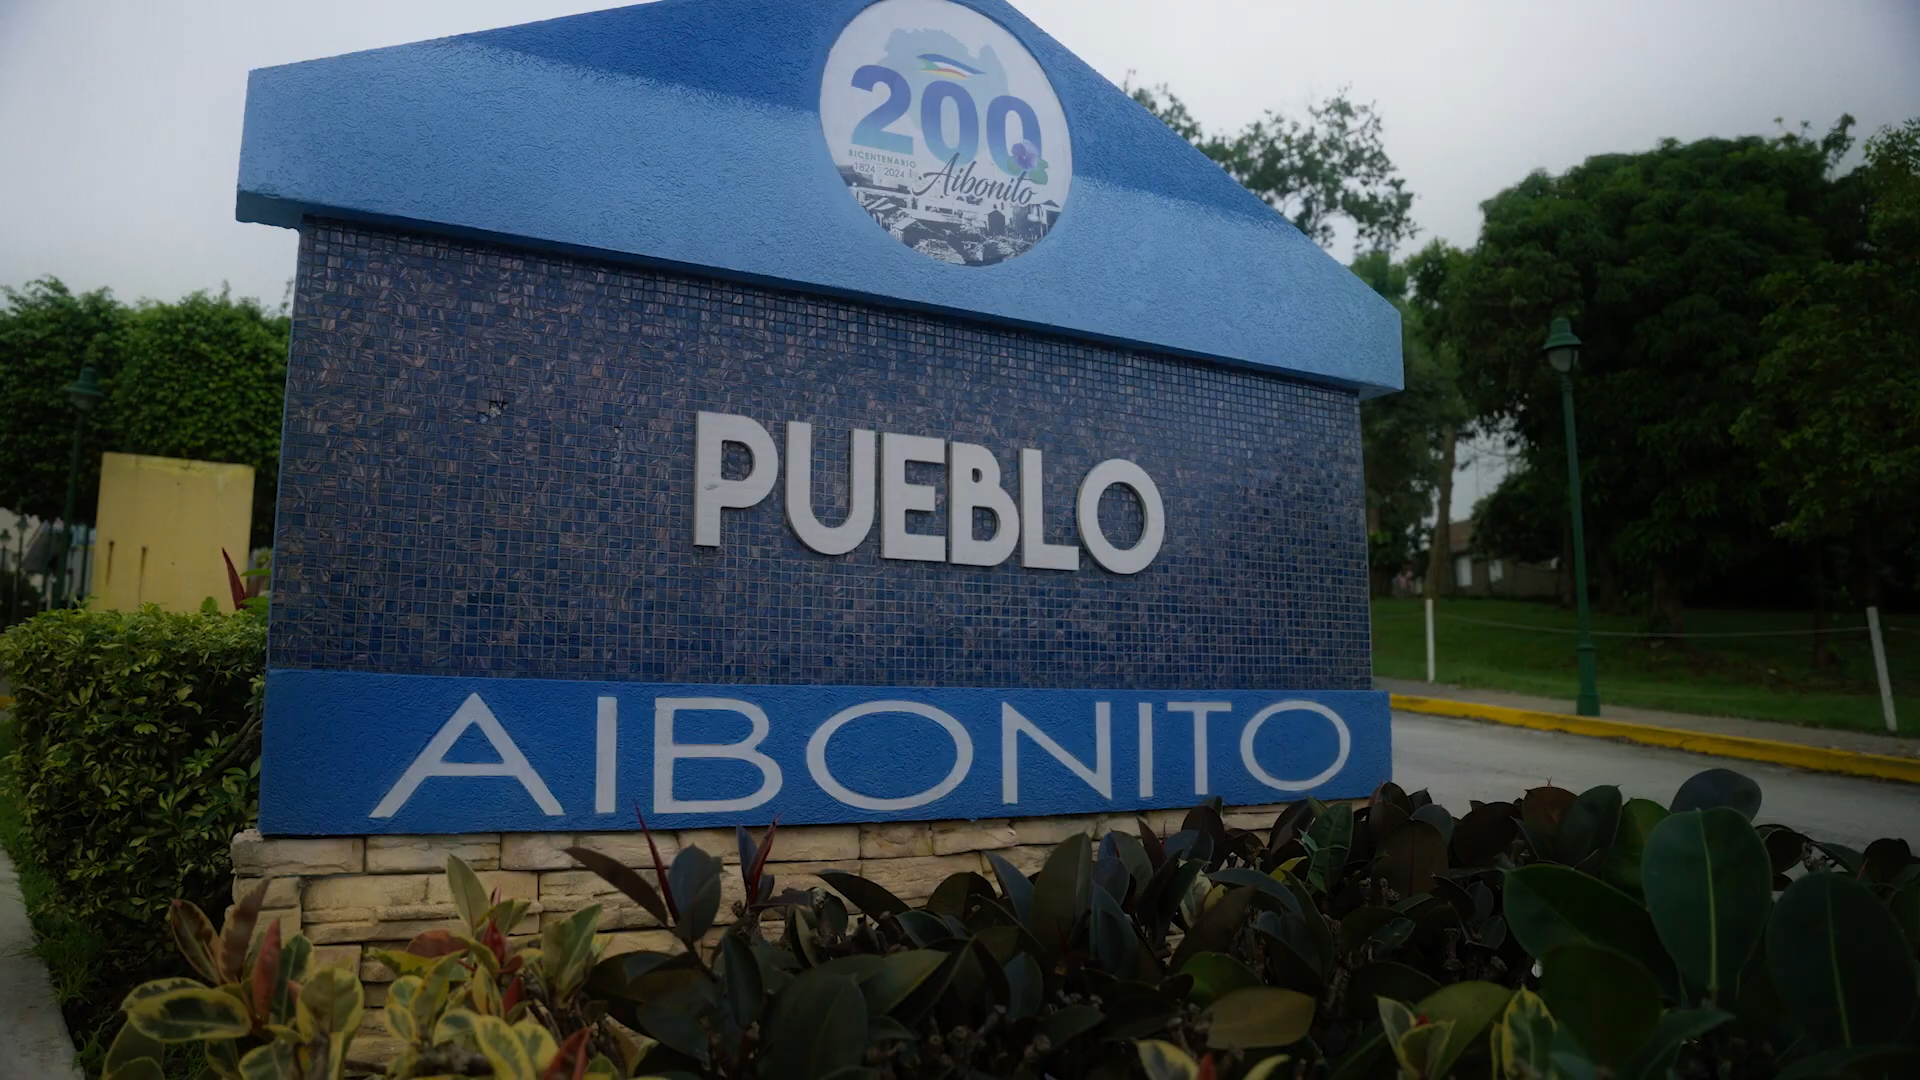 200
BICENTENARIO
1824 2024
Aibonito
PUEBLO
AIBONITO